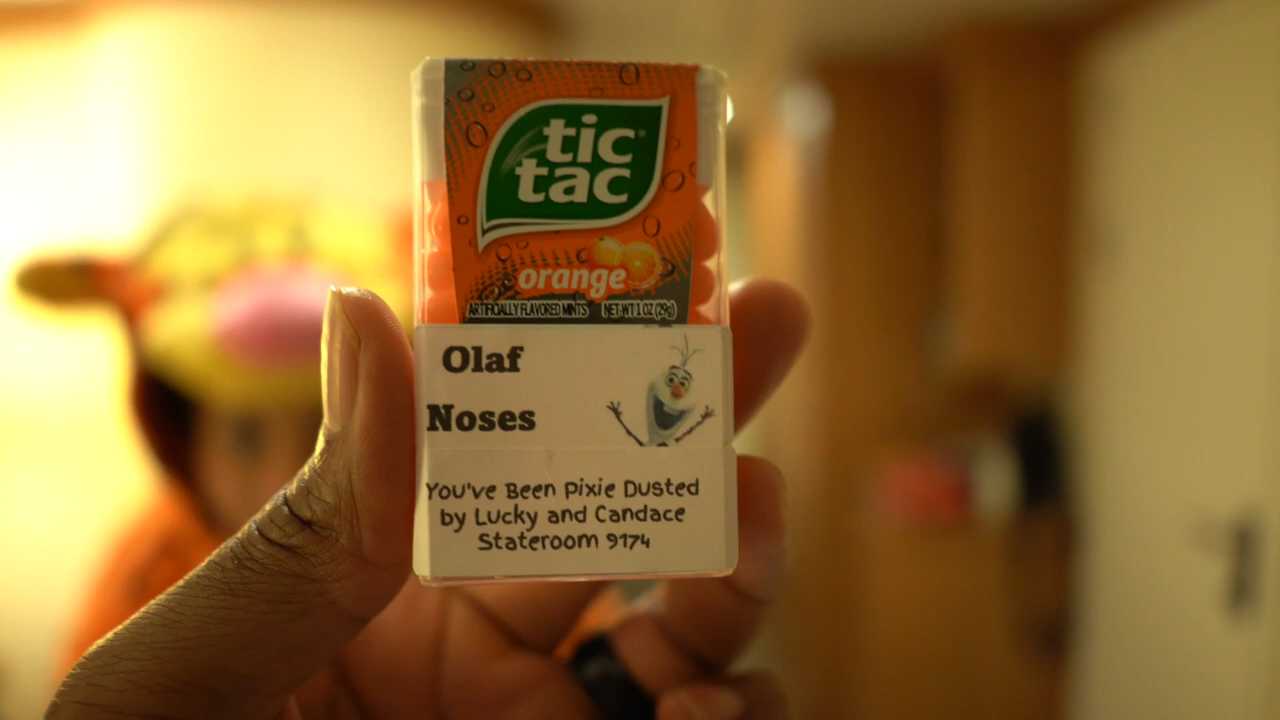 tic
tac
orange
ARTIFICIALLY FLAVORED MINTS NET WT 1 OZ (29g)
Olaf
Noses
You've Been Pixie Dusted
by Lucky and Candace
Stateroom 9174